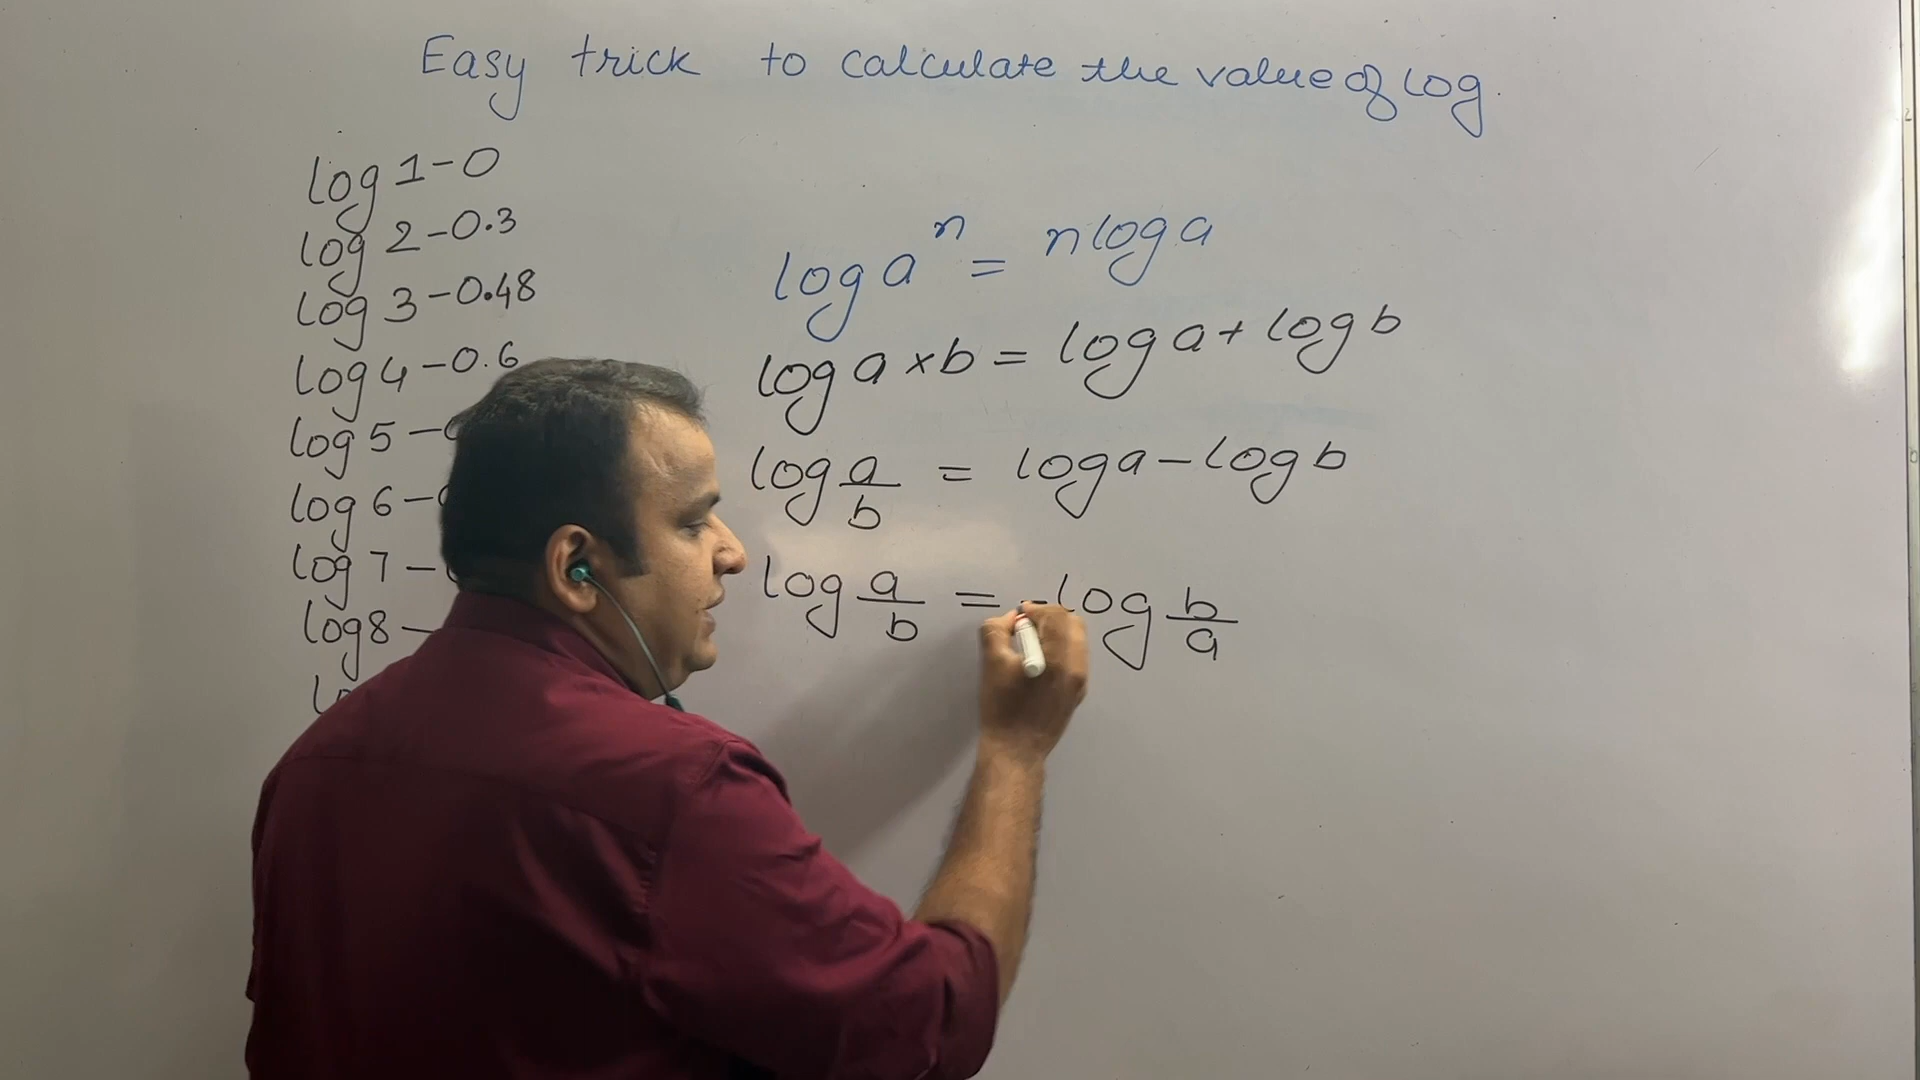 Easy trick to calculate the value of log.
log 1 - 0
log 2 - 0.3
log 3 - 0.48
log 4 - 0.6
log 5 -
log 6 -
log 7 -
log 8 -
log aⁿ = n log a
log a × b = log a + log b
log a/b = log a - log b
log a/b = - log b/a